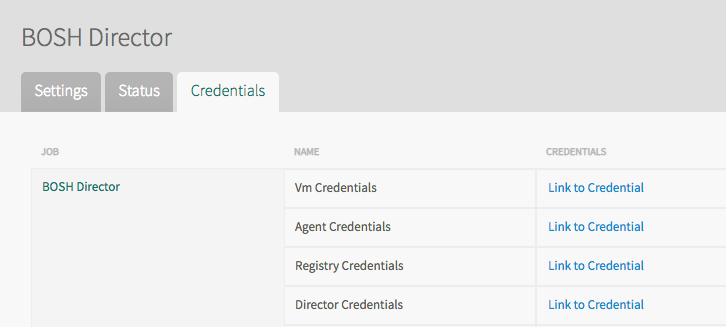 BOSH Director
Settings Status Credentials
JOB NAME CREDENTIALS
BOSH Director Vm Credentials Link to Credential
Agent Credentials Link to Credential
Registry Credentials Link to Credential
Director Credentials Link to Credential